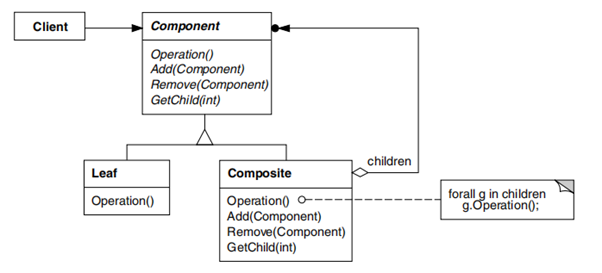 Client
Component
Operation()
Add(Component)
Remove(Component)
GetChild(int)
Leaf
Operation()
Composite
Operation()
Add(Component)
Remove(Component)
GetChild(int)
children
forall g in children
g.Operation();